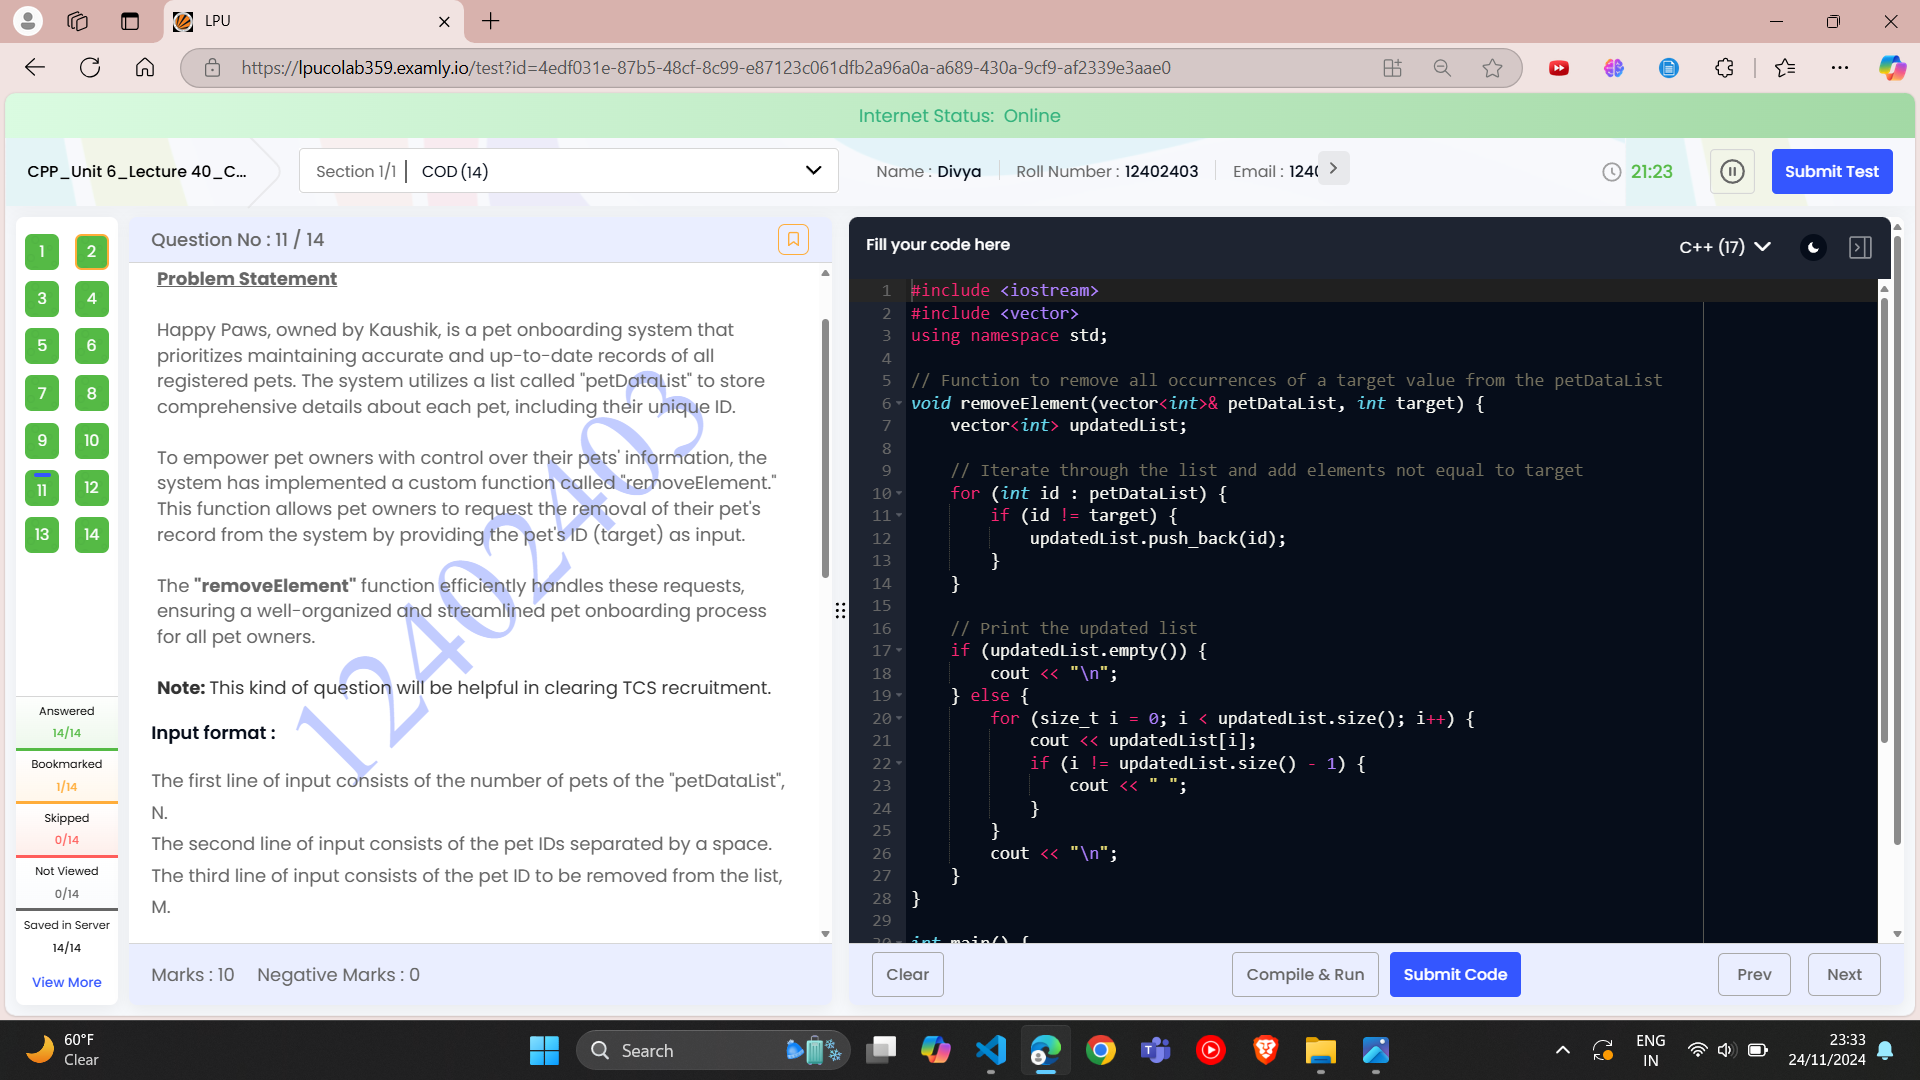 LPU
https://lpucolab359.examly.io/test?id=4edf031e-87b5-48cf-8c99-e87123c061dfb2a96a0a-a689-430a-9cf9-af2339e3aae0
Internet Status: Online
CPP_Unit 6_Lecture 40_C...
Section 1/1 | COD (14)
Name : Divya
Roll Number : 12402403
Email : 124
21:23
Submit Test
1 2
3 4
5 6
7 8
9 10
11 12
13 14
Answered
14/14
Bookmarked
1/14
Skipped
0/14
Not Viewed
0/14
Saved in Server
14/14
View More
Question No : 11 / 14
Problem Statement
Happy Paws, owned by Kaushik, is a pet onboarding system that
prioritizes maintaining accurate and up-to-date records of all
registered pets. The system utilizes a list called "petDataList" to store
comprehensive details about each pet, including their unique ID.
To empower pet owners with control over their pets' information, the
system has implemented a custom function called "removeElement."
This function allows pet owners to request the removal of their pet's
record from the system by providing the pet's ID (target) as input.
The "removeElement" function efficiently handles these requests,
ensuring a well-organized and streamlined pet onboarding process
for all pet owners.
Note: This kind of question will be helpful in clearing TCS recruitment.
Input format :
The first line of input consists of the number of pets of the "petDataList",
N.
The second line of input consists of the pet IDs separated by a space.
The third line of input consists of the pet ID to be removed from the list,
M.
12402403
Marks : 10 Negative Marks : 0
Fill your code here
C++ (17)
1 #include <iostream>
2 #include <vector>
3 using namespace std;
4
5 // Function to remove all occurrences of a target value from the petDataList
6 void removeElement(vector<int>& petDataList, int target) {
7 vector<int> updatedList;
8
9 // Iterate through the list and add elements not equal to target
10 for (int id : petDataList) {
11 if (id != target) {
12 updatedList.push_back(id);
13 }
14 }
15
16 // Print the updated list
17 if (updatedList.empty()) {
18 cout << "\n";
19 } else {
20 for (size_t i = 0; i < updatedList.size(); i++) {
21 cout << updatedList[i];
22 if (i != updatedList.size() - 1) {
23 cout << " ";
24 }
25 }
26 cout << "\n";
27 }
28 }
29
30 int main() {
Clear
Compile & Run
Submit Code
Prev
Next
60°F
Clear
Search
ENG
IN
23:33
24/11/2024